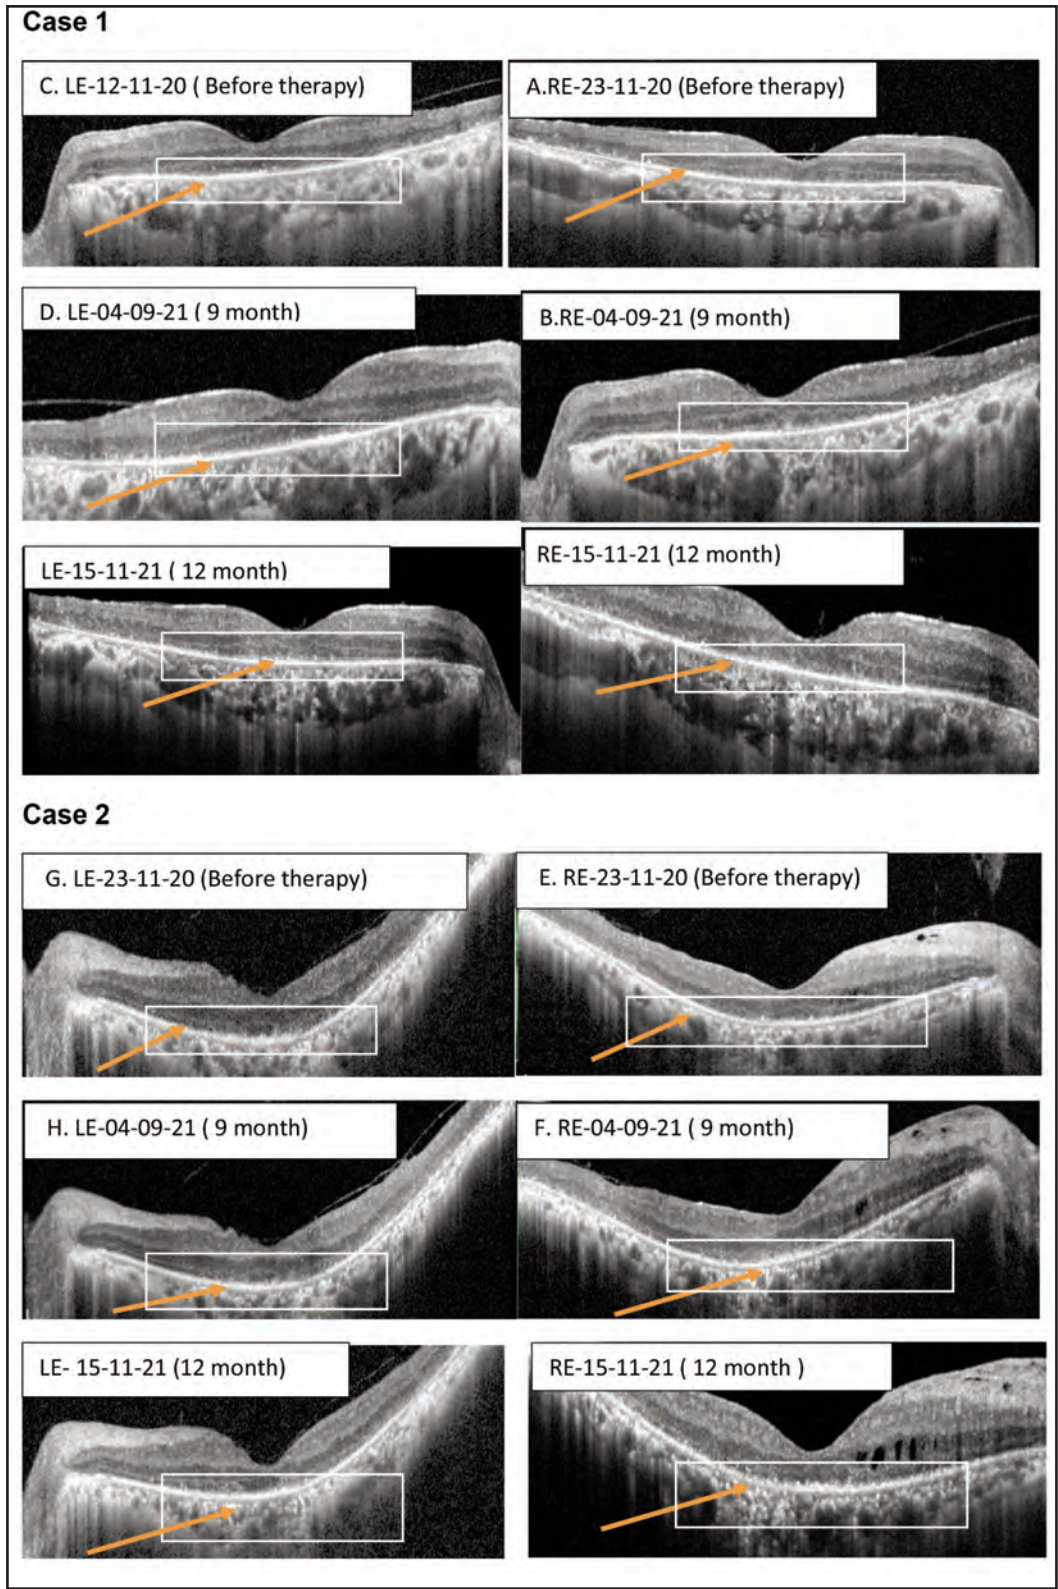 Case 1
C. LE-12-11-20 ( Before therapy)
A.RE-23-11-20 (Before therapy)
D. LE-04-09-21 ( 9 month)
B.RE-04-09-21 (9 month)
LE-15-11-21 ( 12 month)
RE-15-11-21 (12 month)
Case 2
G. LE-23-11-20 (Before therapy)
E. RE-23-11-20 (Before therapy)
H. LE-04-09-21 ( 9 month)
F. RE-04-09-21 ( 9 month)
LE- 15-11-21 (12 month)
RE-15-11-21 ( 12 month )